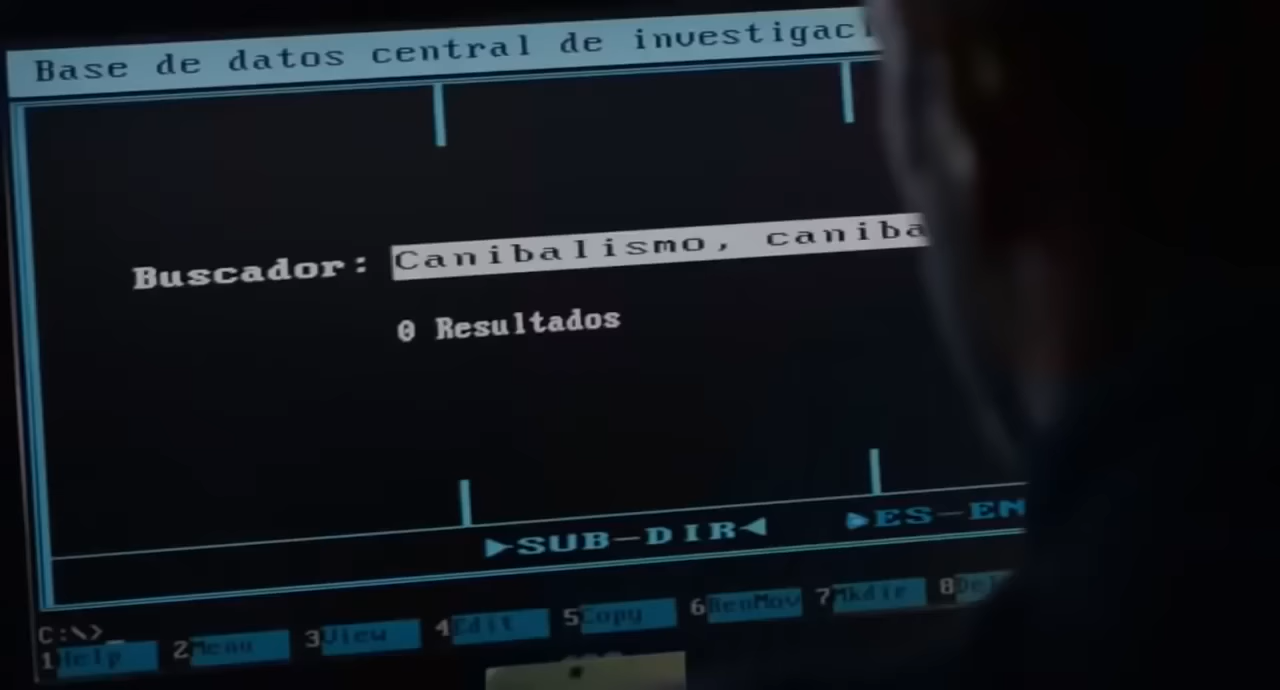 Base de datos central de investigac
Buscador: Canibalismo, caniba
0 Resultados
►SUB-DIR◄ ►ES-EN
C:\>_
1Help 2Menu 3View 4Edit 5Copy 6RenMov 7Mkdir 8Del